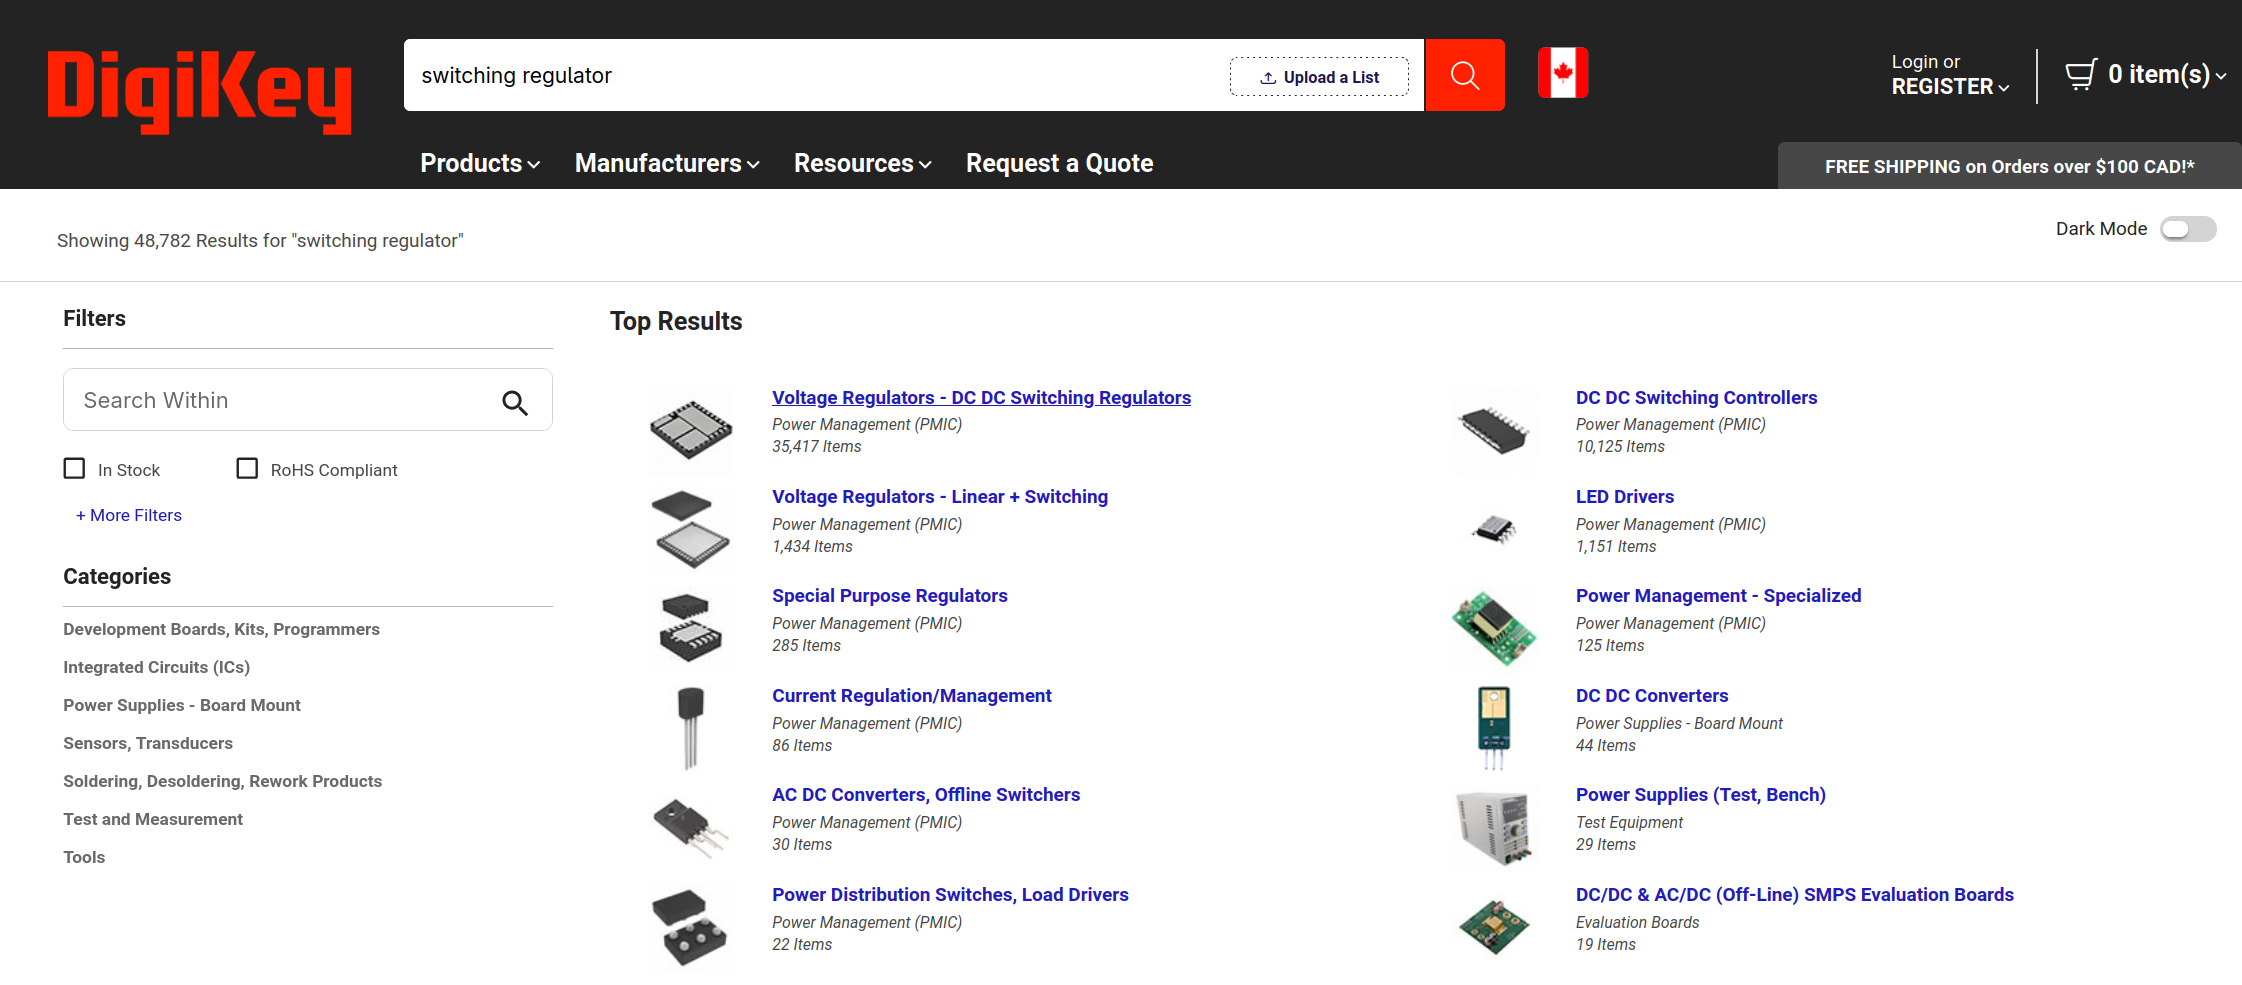 DigiKey
switching regulator
Upload a List
Login or
REGISTER
0 item(s)
Products
Manufacturers
Resources
Request a Quote
FREE SHIPPING on Orders over $100 CAD!*
Showing 48,782 Results for "switching regulator"
Dark Mode
Filters
Search Within
In Stock
RoHS Compliant
+ More Filters
Categories
Development Boards, Kits, Programmers
Integrated Circuits (ICs)
Power Supplies - Board Mount
Sensors, Transducers
Soldering, Desoldering, Rework Products
Test and Measurement
Tools
Top Results
Voltage Regulators - DC DC Switching Regulators
Power Management (PMIC)
35,417 Items
DC DC Switching Controllers
Power Management (PMIC)
10,125 Items
Voltage Regulators - Linear + Switching
Power Management (PMIC)
1,434 Items
LED Drivers
Power Management (PMIC)
1,151 Items
Special Purpose Regulators
Power Management (PMIC)
285 Items
Power Management - Specialized
Power Management (PMIC)
125 Items
Current Regulation/Management
Power Management (PMIC)
86 Items
DC DC Converters
Power Supplies - Board Mount
44 Items
AC DC Converters, Offline Switchers
Power Management (PMIC)
30 Items
Power Supplies (Test, Bench)
Test Equipment
29 Items
Power Distribution Switches, Load Drivers
Power Management (PMIC)
22 Items
DC/DC & AC/DC (Off-Line) SMPS Evaluation Boards
Evaluation Boards
19 Items